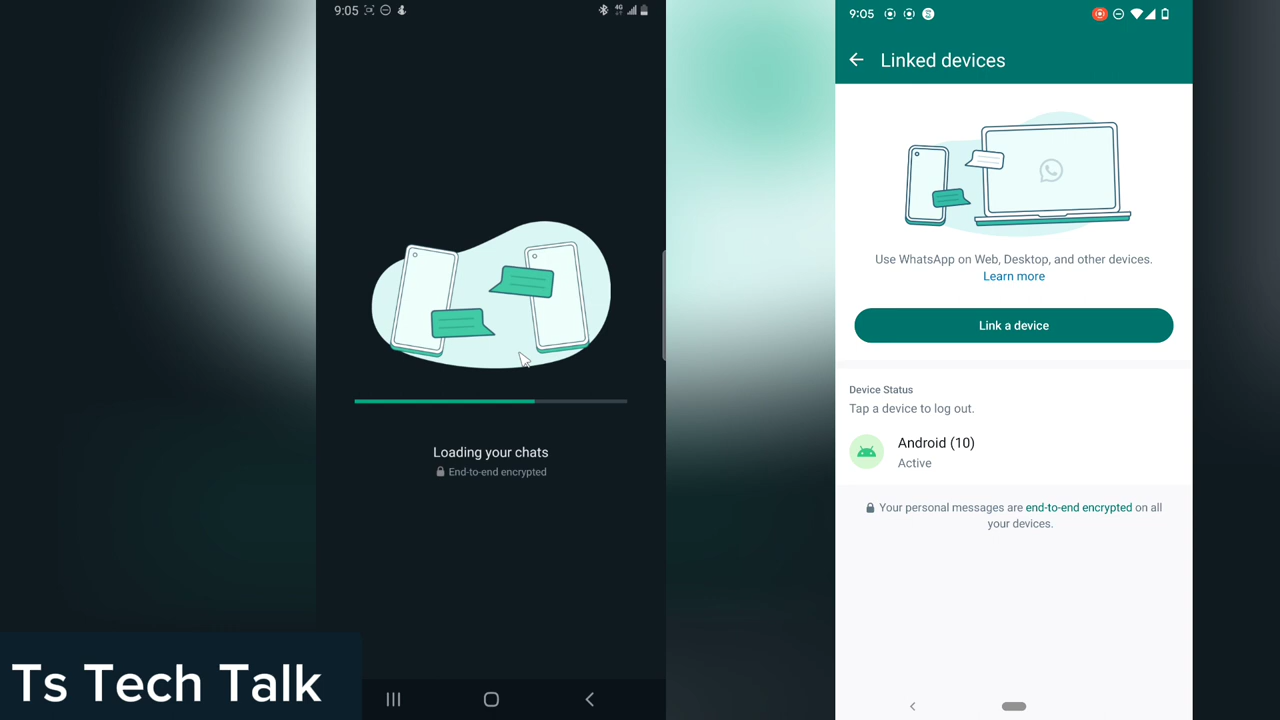 9:05
4G
Loading your chats
End-to-end encrypted
Ts Tech Talk
9:05
S
Linked devices
Use WhatsApp on Web, Desktop, and other devices.
Learn more
Link a device
Device Status
Tap a device to log out.
Android (10)
Active
Your personal messages are end-to-end encrypted on all
your devices.